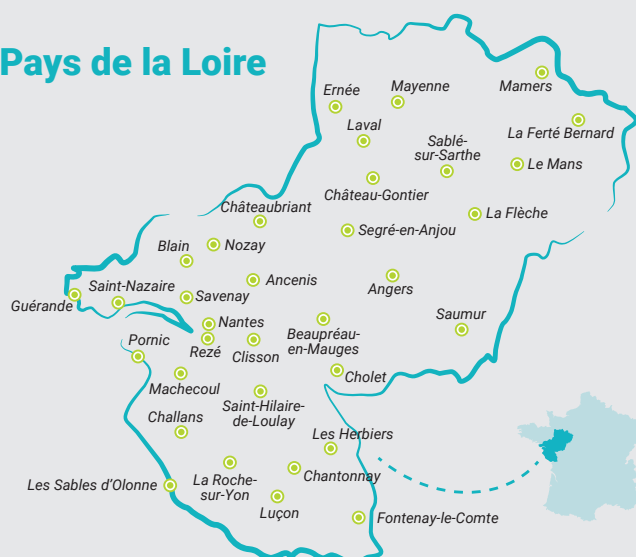 Pays de la Loire
Ernée
Mayenne
Mamers
Laval
La Ferté Bernard
Sablé-
sur-Sarthe
Le Mans
Château-Gontier
Châteaubriant
La Flèche
Segré-en-Anjou
Blain
Nozay
Saint-Nazaire
Ancenis
Angers
Guérande
Savenay
Saumur
Nantes
Pornic
Rezé
Clisson
Beaupréau-
en-Mauges
Machecoul
Cholet
Challans
Saint-Hilaire-
de-Loulay
Les Herbiers
Les Sables d'Olonne
La Roche-
sur-Yon
Chantonnay
Luçon
Fontenay-le-Comte